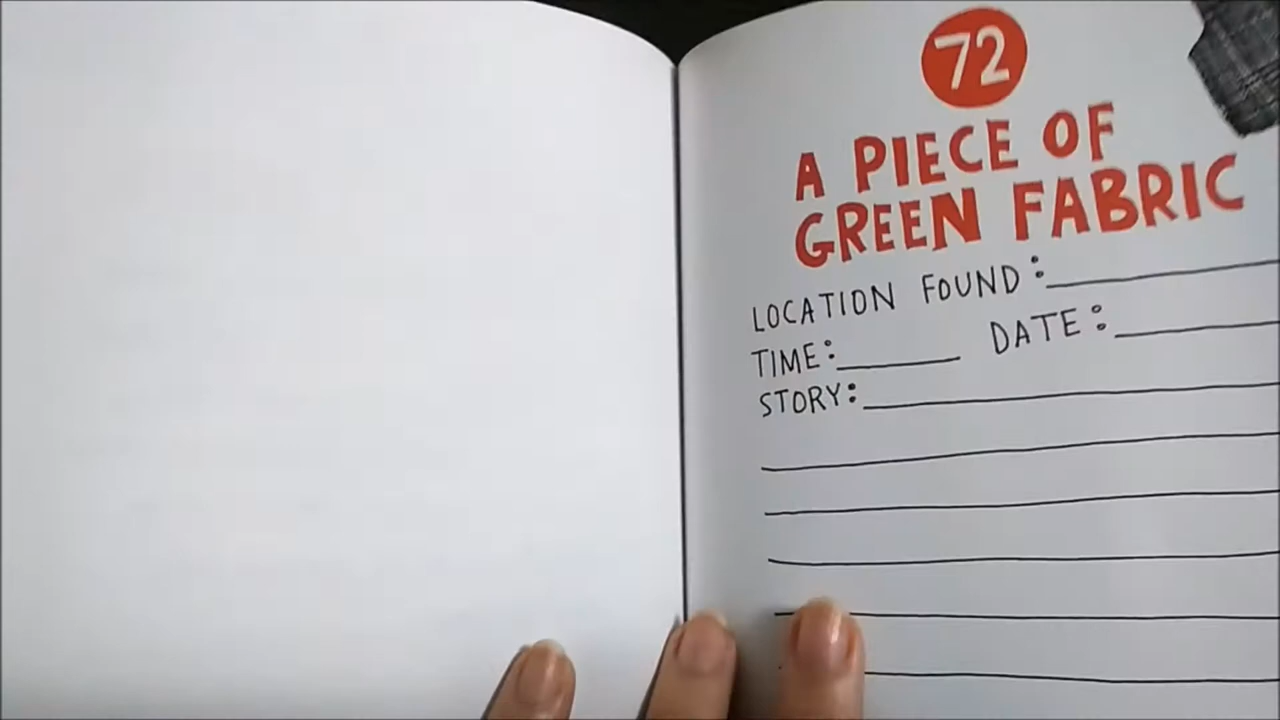 72
A PIECE OF
GREEN FABRIC
LOCATION FOUND:
TIME: DATE:
STORY: